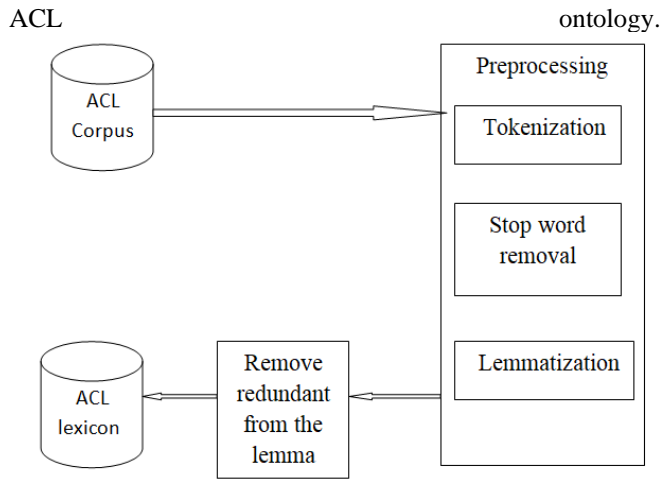 ACL ontology.
ACL
Corpus
Preprocessing
Tokenization
Stop word
removal
Lemmatization
Remove
redundant
from the
lemma
ACL
lexicon